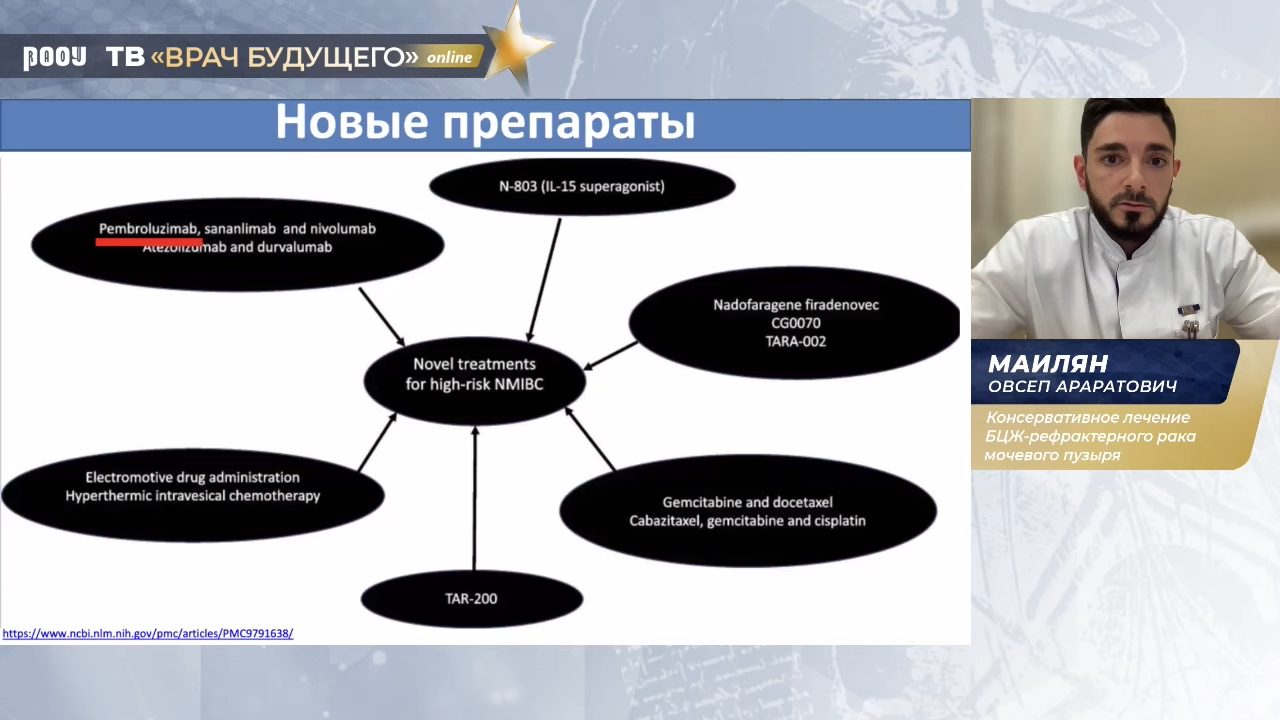 РООУ ТВ «ВРАЧ БУДУЩЕГО» online
Новые препараты
N-803 (IL-15 superagonist)
Pembroluzimab, sananlimab and nivolumab
Atezolizumab and durvalumab
Nadofaragene firadenovec
CG0070
TARA-002
Novel treatments
for high-risk NMIBC
Electromotive drug administration
Hyperthermic intravesical chemotherapy
Gemcitabine and docetaxel
Cabazitaxel, gemcitabine and cisplatin
TAR-200
https://www.ncbi.nlm.nih.gov/pmc/articles/PMC9791638/
МАИЛЯН
ОВСЕП АРАРАТОВИЧ
Консервативное лечение
БЦЖ-рефрактерного рака
мочевого пузыря